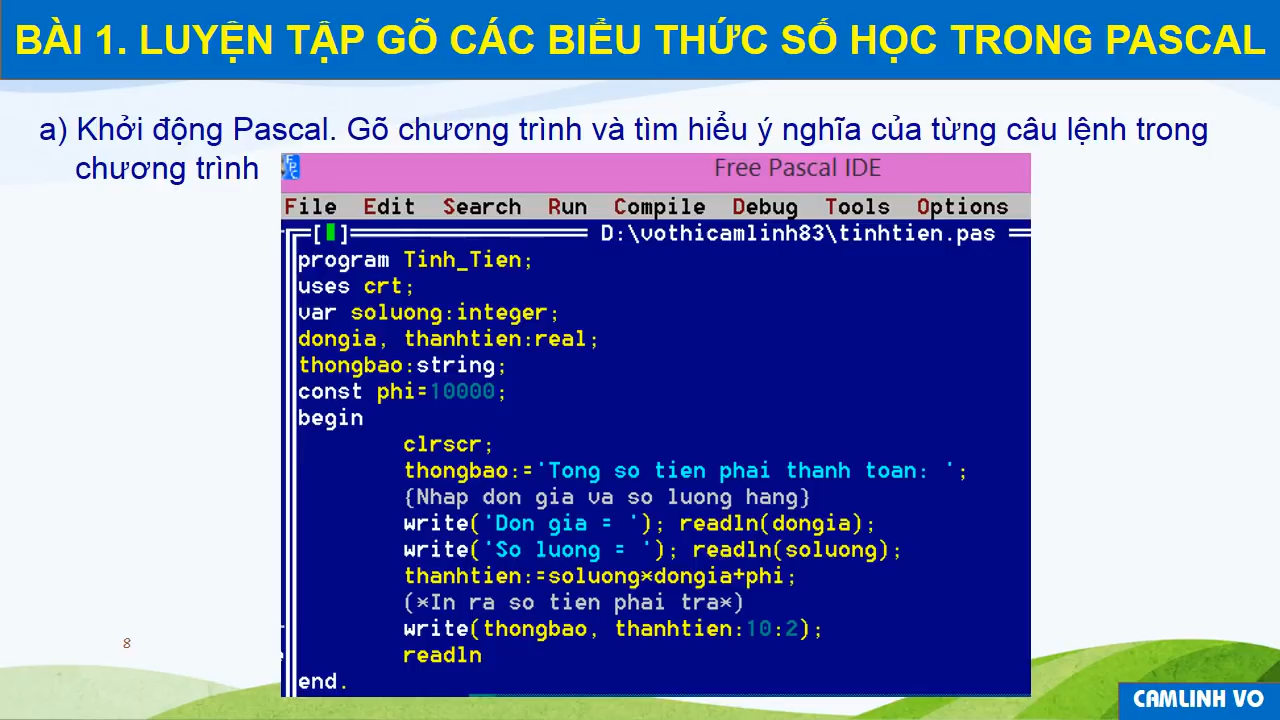 BÀI 1. LUYỆN TẬP GÕ CÁC BIỂU THỨC SỐ HỌC TRONG PASCAL
a) Khởi động Pascal. Gõ chương trình và tìm hiểu ý nghĩa của từng câu lệnh trong
chương trình
Free Pascal IDE
File Edit Search Run Compile Debug Tools Options
D:\vothicamlinh83\tinhtien.pas
program Tinh_Tien;
uses crt;
var soluong:integer;
dongia, thanhtien:real;
thongbao:string;
const phi=10000;
begin
clrscr;
thongbao:='Tong so tien phai thanh toan: ';
{Nhap don gia va so luong hang}
write('Don gia = '); readln(dongia);
write('So luong = '); readln(soluong);
thanhtien:=soluong*dongia+phi;
(*In ra so tien phai tra*)
write(thongbao, thanhtien:10:2);
readln
end.
8
CAMLINH VO